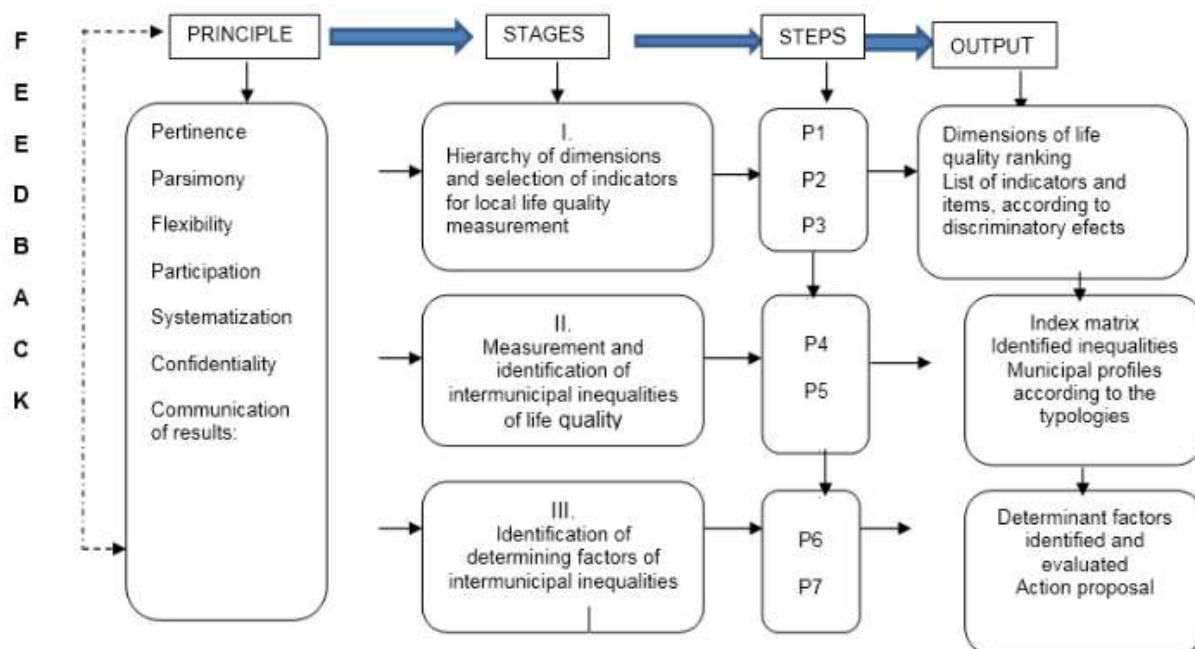 FEEDBACK
PRINCIPLE
STAGES
STEPS
OUTPUT
Pertinence
Parsimony
Flexibility
Participation
Systematization
Confidentiality
Communication
of results:
I.
Hierarchy of dimensions
and selection of indicators
for local life quality
measurement
P1
P2
P3
Dimensions of life
quality ranking
List of indicators and
items, according to
discriminatory efects
II.
Measurement and
identification of
intermunicipal inequalities
of life quality
P4
P5
Index matrix
Identified inequalities
Municipal profiles
according to the
typologies
III.
Identification of
determining factors of
intermunicipal inequalities
P6
P7
Determinant factors
identified and
evaluated
Action proposal